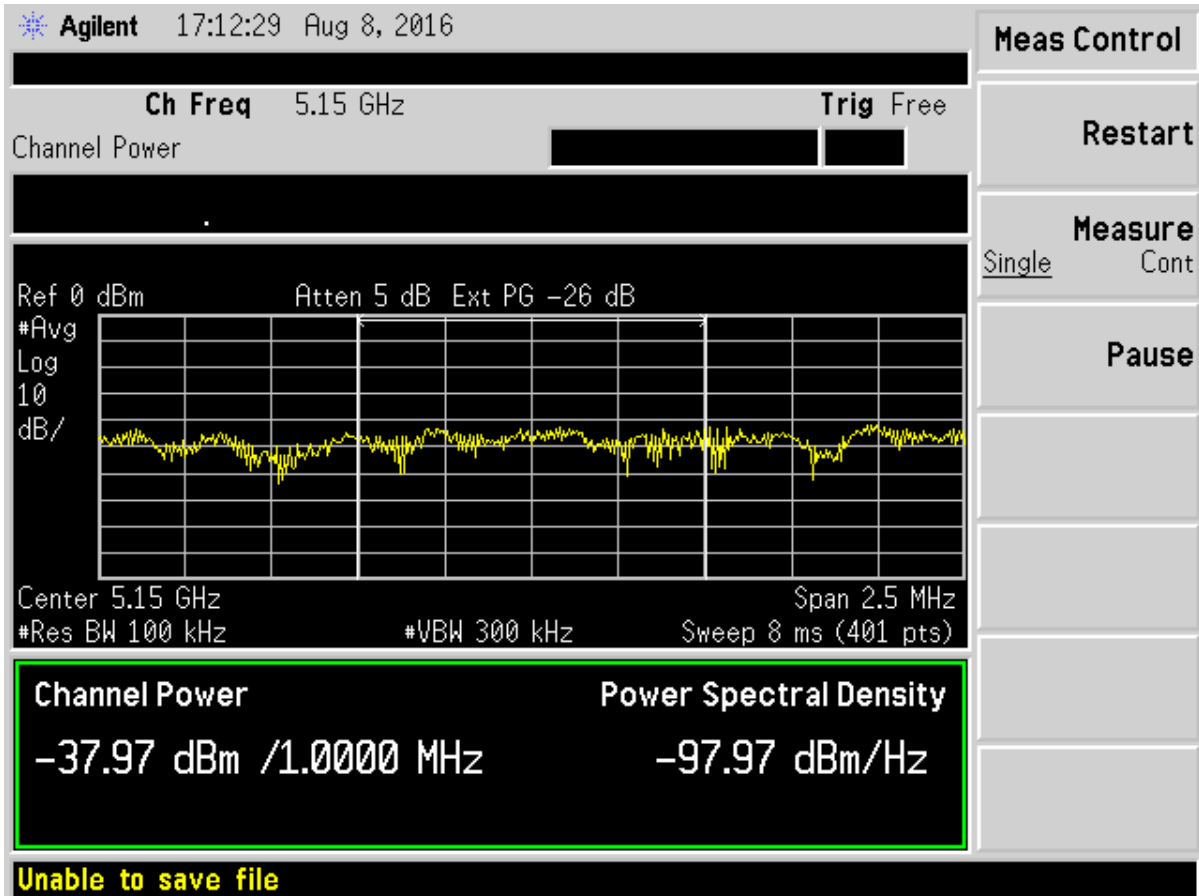 Agilent 17:12:29 Aug 8, 2016
Meas Control
Ch Freq 5.15 GHz Trig Free
Channel Power
Restart
Measure
Single Cont
Pause
Ref 0 dBm Atten 5 dB Ext PG -26 dB
#Avg
Log
10
dB/
Center 5.15 GHz Span 2.5 MHz
#Res BW 100 kHz #VBW 300 kHz Sweep 8 ms (401 pts)
Channel Power Power Spectral Density
-37.97 dBm /1.0000 MHz -97.97 dBm/Hz
Unable to save file